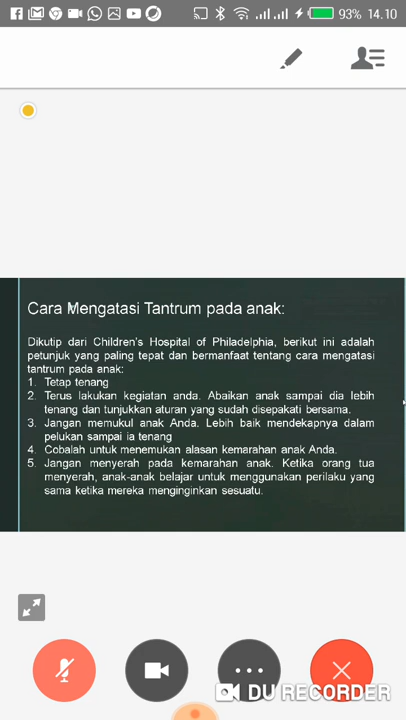 93% 14.10
Cara Mengatasi Tantrum pada anak:
Dikutip dari Children's Hospital of Philadelphia, berikut ini adalah
petunjuk yang paling tepat dan bermanfaat tentang cara mengatasi
tantrum pada anak:
1. Tetap tenang
2. Terus lakukan kegiatan anda. Abaikan anak sampai dia lebih
tenang dan tunjukkan aturan yang sudah disepakati bersama.
3. Jangan memukul anak Anda. Lebih baik mendekapnya dalam
pelukan sampai ia tenang
4. Cobalah untuk menemukan alasan kemarahan anak Anda.
5. Jangan menyerah pada kemarahan anak. Ketika orang tua
menyerah, anak-anak belajar untuk menggunakan perilaku yang
sama ketika mereka menginginkan sesuatu.
DU RECORDER